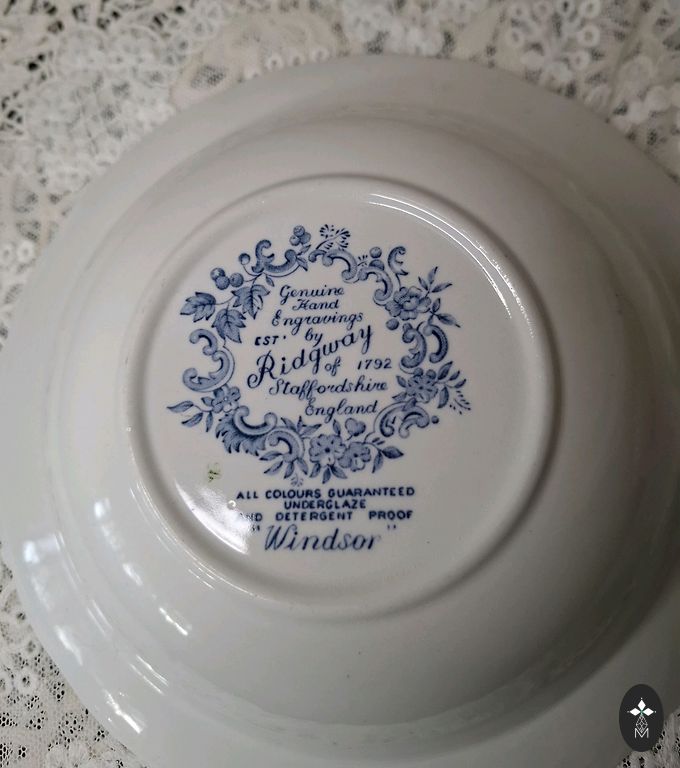 Genuine
Hand
Engravings
EST' by
Ridgway
of 1792
Staffordshire
England
ALL COLOURS GUARANTEED
UNDERGLAZE
AND DETERGENT PROOF
"Windsor"
M